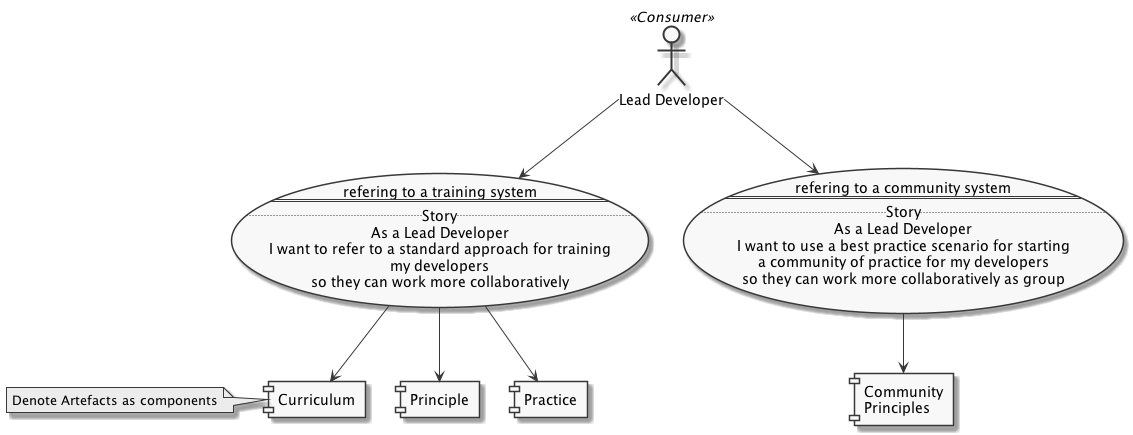 «Consumer»
Lead Developer
refering to a training system
Story
As a Lead Developer
I want to refer to a standard approach for training
my developers
so they can work more collaboratively
refering to a community system
Story
As a Lead Developer
I want to use a best practice scenario for starting
a community of practice for my developers
so they can work more collaboratively as group
Denote Artefacts as components
Curriculum
Principle
Practice
Community
Principles